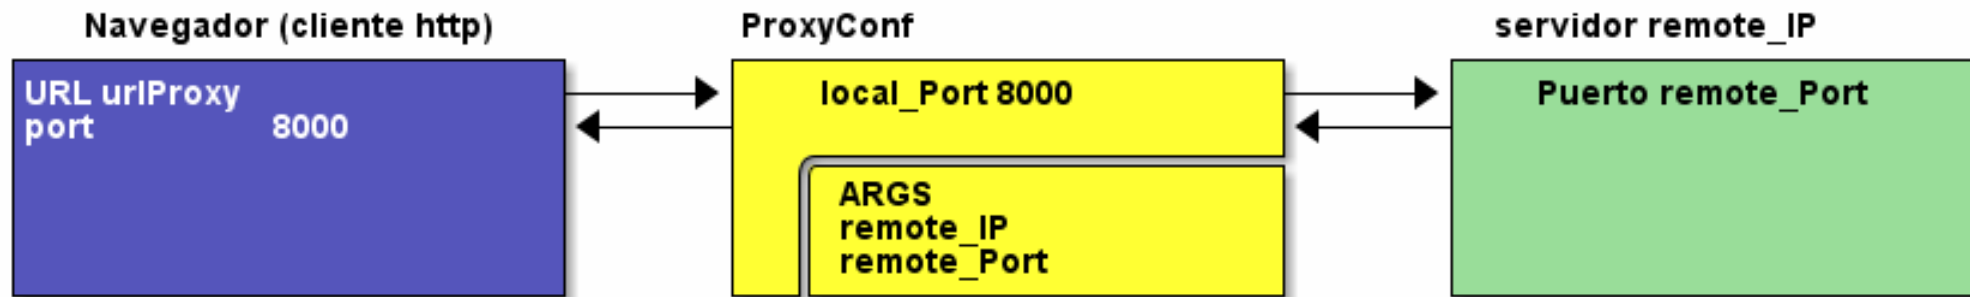 Navegador (cliente http)
URL urlProxy
port 8000
ProxyConf
local_Port 8000
ARGS
remote_IP
remote_Port
servidor remote_IP
Puerto remote_Port